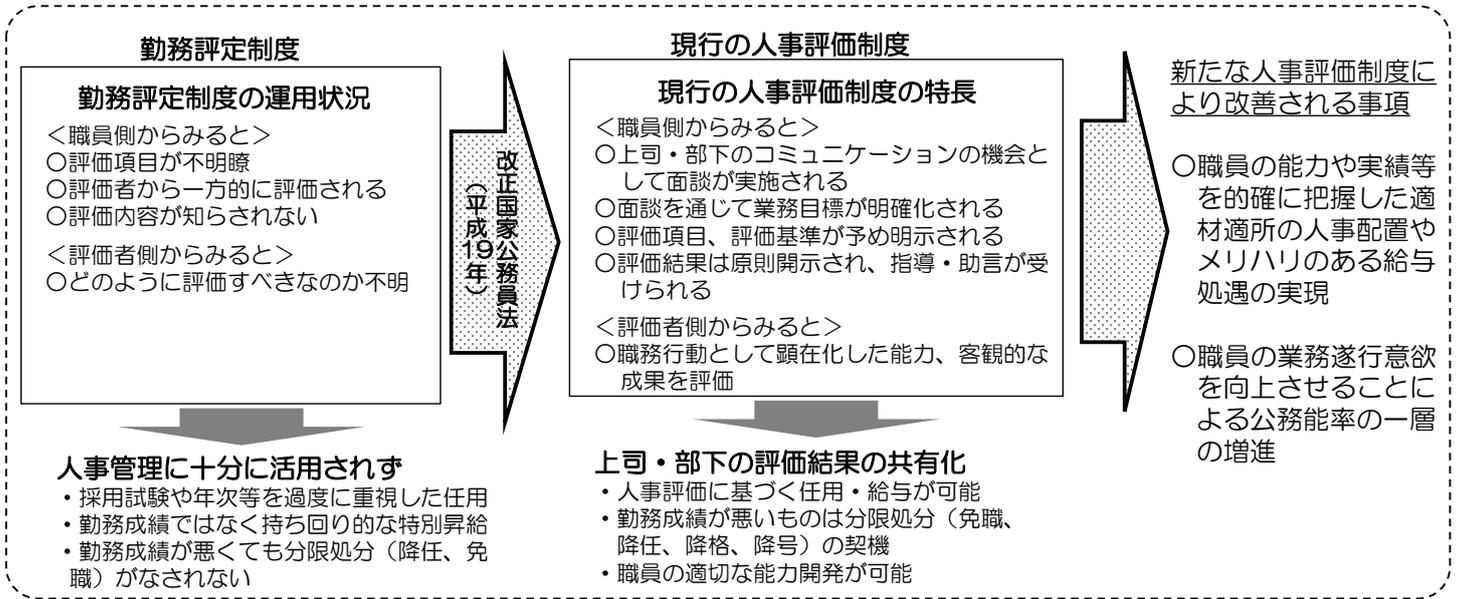 勤務評定制度
勤務評定制度の運用状況
<職員側からみると>
○評価項目が不明瞭
○評価者から一方的に評価される
○評価内容が知らされない
<評価者側からみると>
○どのように評価すべきなのか不明
人事管理に十分に活用されず
・採用試験や年次等を過度に重視した任用
・勤務成績ではなく持ち回り的な特別昇給
・勤務成績が悪くても分限処分（降任、免
職）がなされない
改正国家公務員法
（平成19年）
現行の人事評価制度
現行の人事評価制度の特長
<職員側からみると>
○上司・部下のコミュニケーションの機会と
して面談が実施される
○面談を通じて業務目標が明確化される
○評価項目、評価基準が予め明示される
○評価結果は原則開示され、指導・助言が受
けられる
<評価者側からみると>
○職務行動として顕在化した能力、客観的な
成果を評価
上司・部下の評価結果の共有化
・人事評価に基づく任用・給与が可能
・勤務成績が悪いものは分限処分（免職、
降任、降格、降号）の契機
・職員の適切な能力開発が可能
新たな人事評価制度に
より改善される事項
○職員の能力や実績等
を的確に把握した適
材適所の人事配置や
メリハリのある給与
処遇の実現
○職員の業務遂行意欲
を向上させることに
よる公務能率の一層
の増進